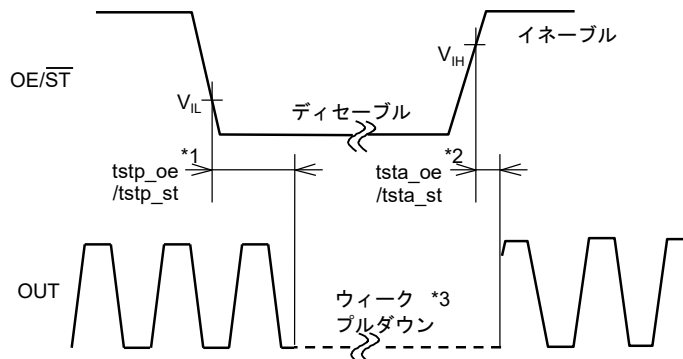 イネーブル
V_IH
OE/S̅T̅
V_IL
ディセーブル
*1
tstp_oe
/tstp_st
*2
tsta_oe
/tsta_st
OUT
ウィーク *3
プルダウン